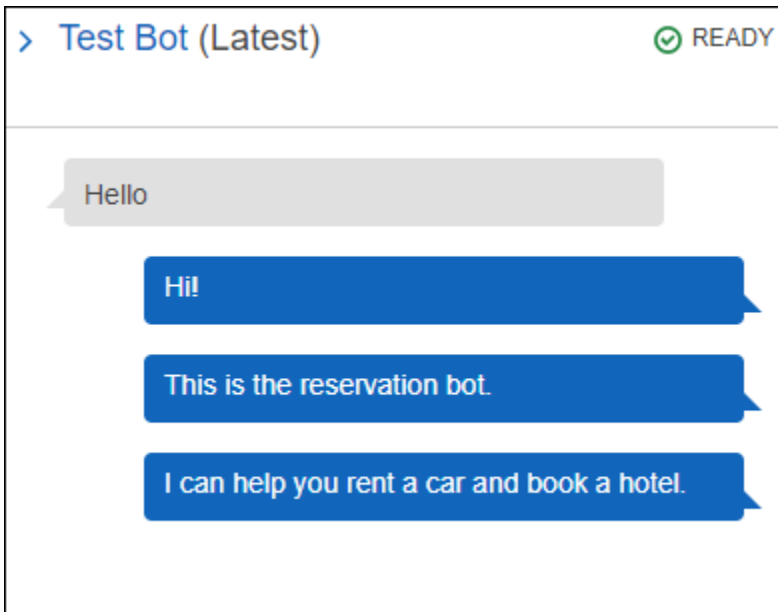 Test Bot (Latest) READY
Hello
Hi!
This is the reservation bot.
I can help you rent a car and book a hotel.